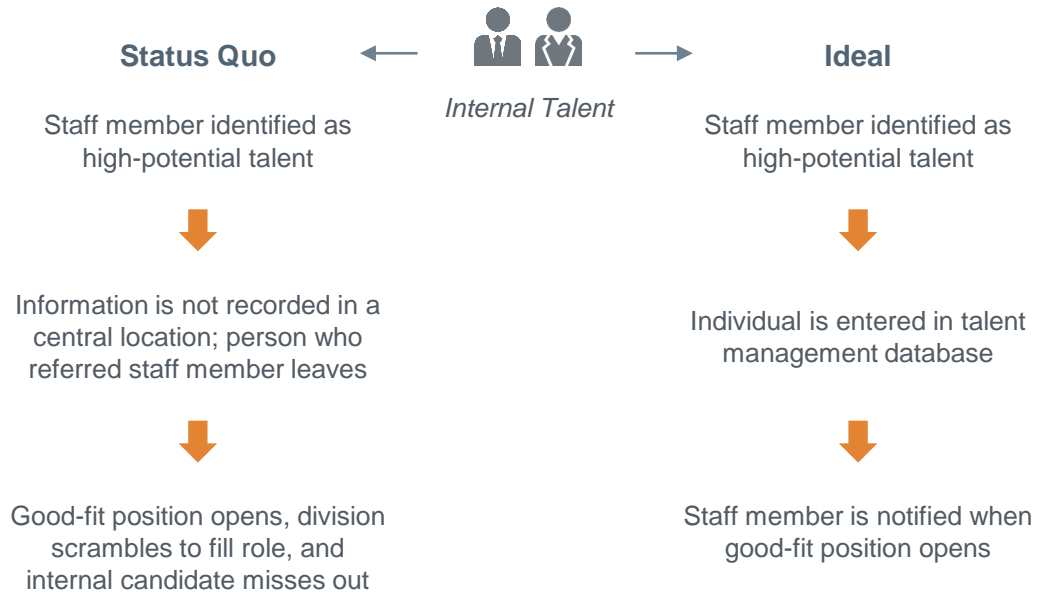 Status Quo
Internal Talent
Ideal
Staff member identified as
high-potential talent
Information is not recorded in a
central location; person who
referred staff member leaves
Good-fit position opens, division
scrambles to fill role, and
internal candidate misses out
Staff member identified as
high-potential talent
Individual is entered in talent
management database
Staff member is notified when
good-fit position opens